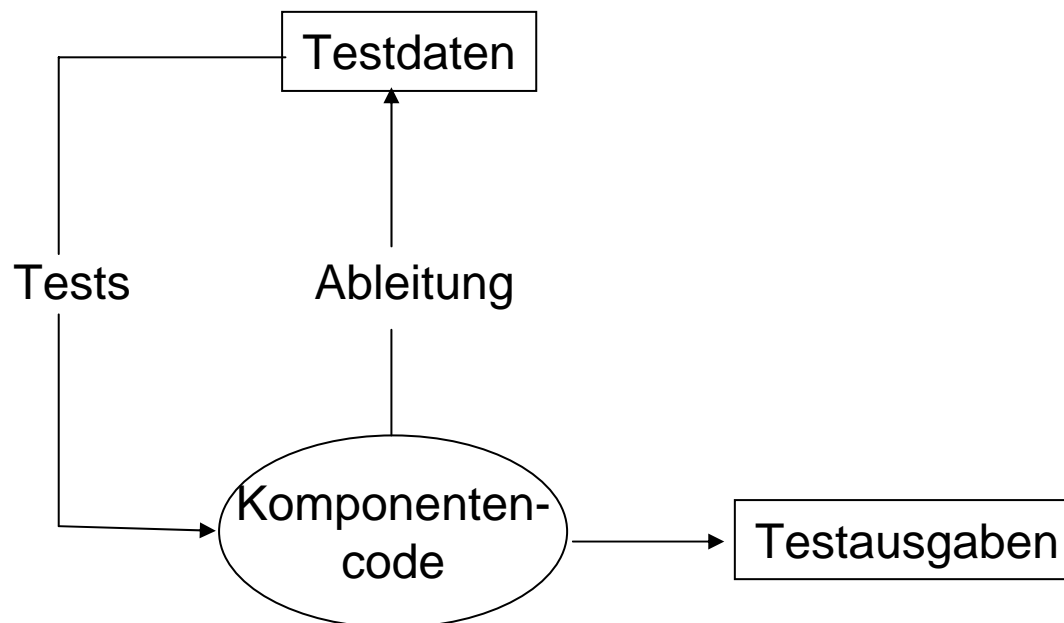 Testdaten
Tests
Ableitung
Komponenten-
code
Testausgaben